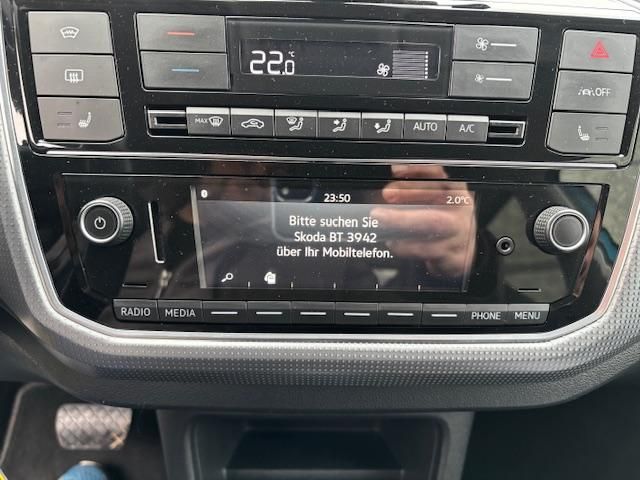 22.0 °C
MAX
AUTO
A/C
OFF
23:50
2.0°C
Bitte suchen Sie
Skoda BT 3942
über Ihr Mobiltelefon.
RADIO
MEDIA
PHONE
MENU